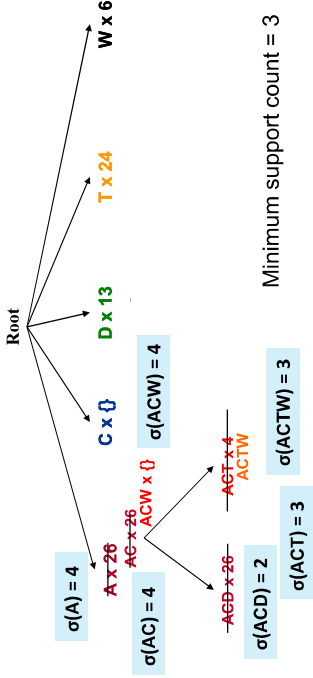 Root
σ(A) = 4
A x 26
C x {}
D x 13
T x 24
W x 6
AC x 26
ACW x {}
σ(AC) = 4
σ(ACW) = 4
ACD x 26
ACT x 4
ACTW
σ(ACD) = 2
σ(ACTW) = 3
σ(ACT) = 3
Minimum support count = 3